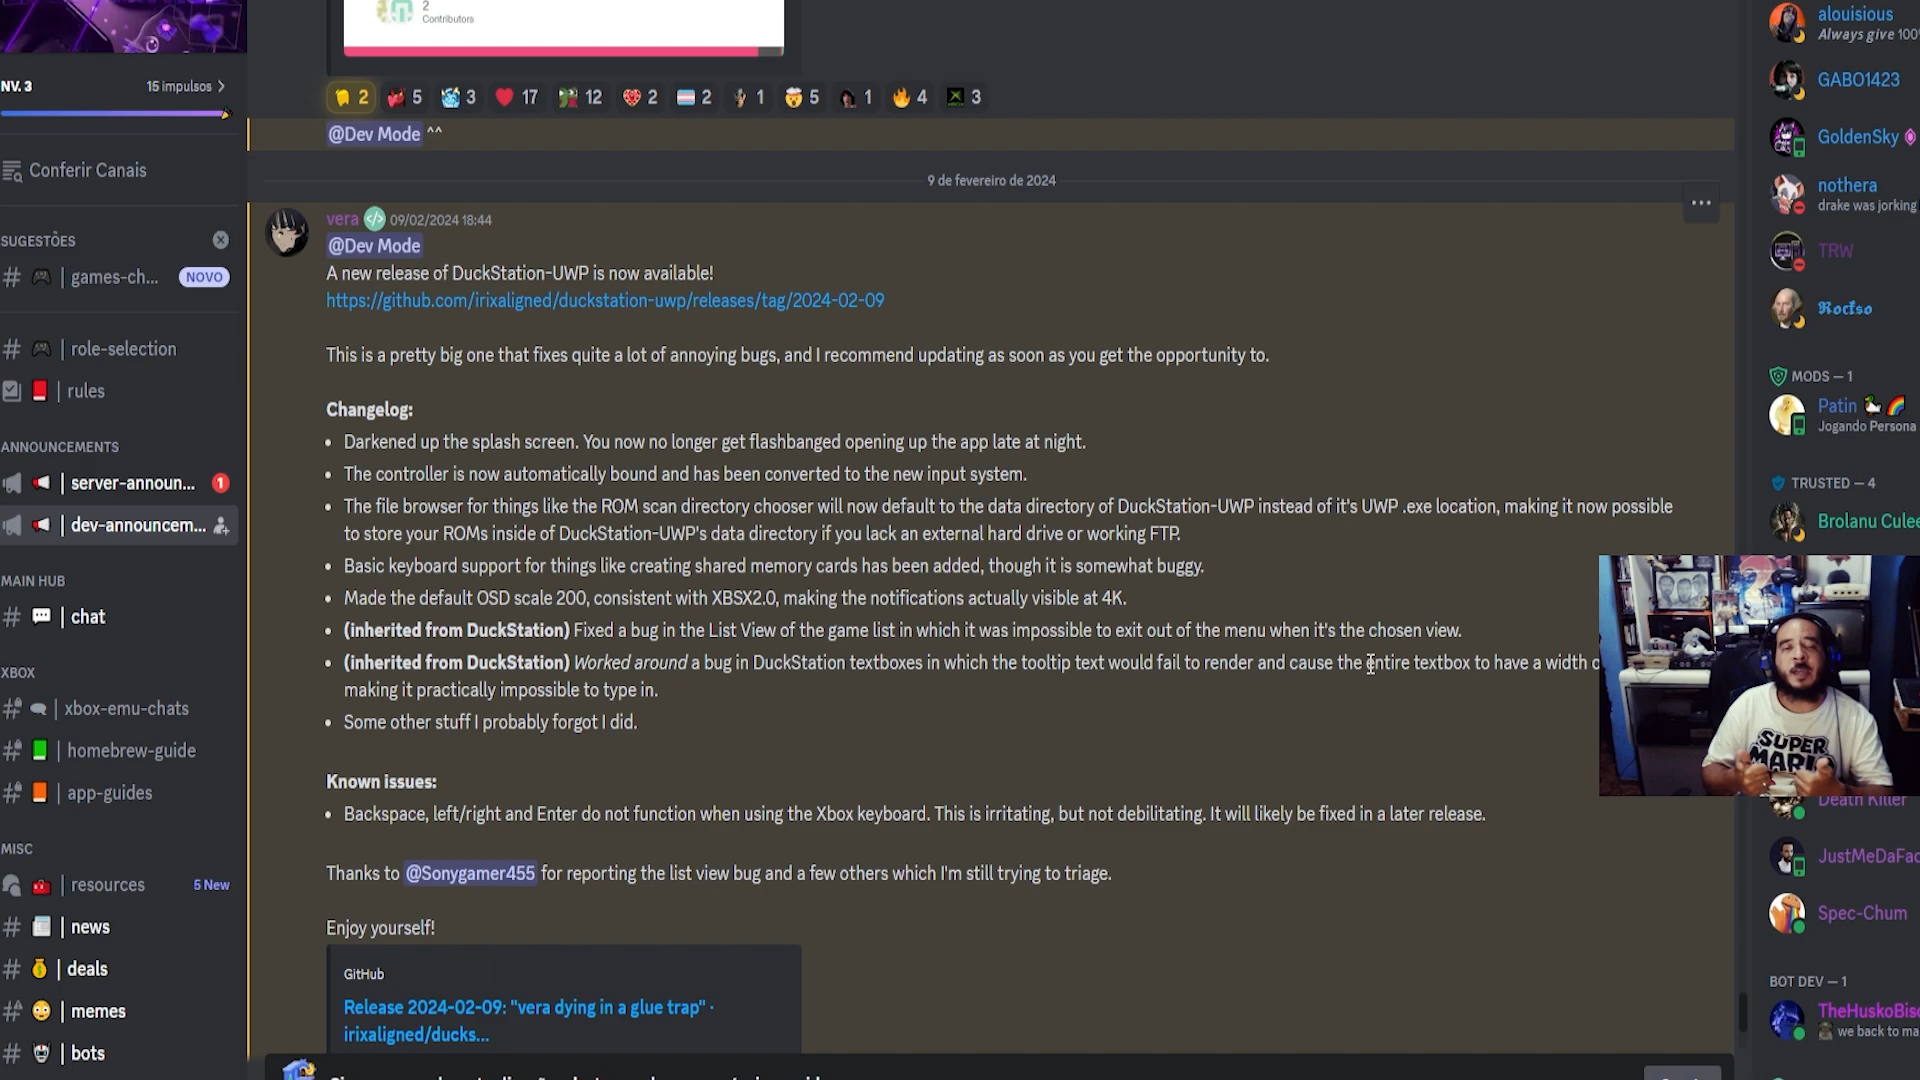 2
Contributors
NV. 3
15 impulsos
2 5 3 17 12 2 2 1 5 1 4 3
@Dev Mode ^^
Conferir Canais
9 de fevereiro de 2024
SUGESTÕES
games-ch...
NOVO
role-selection
rules
ANNOUNCEMENTS
server-announ...
1
dev-announcem...
MAIN HUB
chat
XBOX
xbox-emu-chats
homebrew-guide
app-guides
MISC
resources
5 New
news
deals
memes
bots
vera 09/02/2024 18:44
@Dev Mode
A new release of DuckStation-UWP is now available!
https://github.com/irixaligned/duckstation-uwp/releases/tag/2024-02-09
This is a pretty big one that fixes quite a lot of annoying bugs, and I recommend updating as soon as you get the opportunity to.
Changelog:
• Darkened up the splash screen. You now no longer get flashbanged opening up the app late at night.
• The controller is now automatically bound and has been converted to the new input system.
• The file browser for things like the ROM scan directory chooser will now default to the data directory of DuckStation-UWP instead of it's UWP .exe location, making it now possible
to store your ROMs inside of DuckStation-UWP's data directory if you lack an external hard drive or working FTP.
• Basic keyboard support for things like creating shared memory cards has been added, though it is somewhat buggy.
• Made the default OSD scale 200, consistent with XBSX2.0, making the notifications actually visible at 4K.
• (inherited from DuckStation) Fixed a bug in the List View of the game list in which it was impossible to exit out of the menu when it's the chosen view.
• (inherited from DuckStation) Worked around a bug in DuckStation textboxes in which the tooltip text would fail to render and cause the entire textbox to have a width
making it practically impossible to type in.
• Some other stuff I probably forgot I did.
Known issues:
• Backspace, left/right and Enter do not function when using the Xbox keyboard. This is irritating, but not debilitating. It will likely be fixed in a later release.
Thanks to @Sonygamer455 for reporting the list view bug and a few others which I'm still trying to triage.
Enjoy yourself!
GitHub
Release 2024-02-09: "vera dying in a glue trap" ·
irixaligned/ducks...
alouisious
Always give 100
GABO1423
GoldenSky
nothera
drake was jorking
TRW
Rockso
MODS — 1
Patin
Jogando Persona
TRUSTED — 4
Brolanu Culee
SUPER
MARIO
Death Killer
JustMeDaFac
Spec-Chum
BOT DEV — 1
TheHuskoBisc
we back to ma